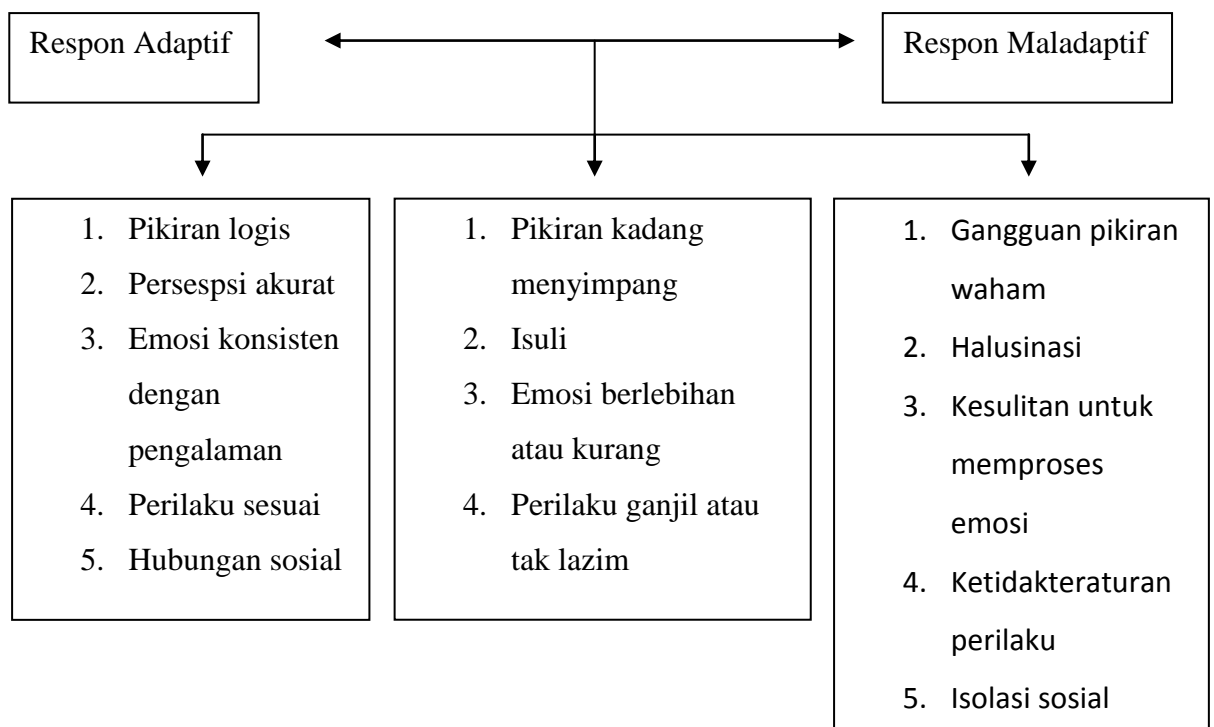 Respon Adaptif
Respon Maladaptif
1. Pikiran logis
2. Persespsi akurat
3. Emosi konsisten
dengan
pengalaman
4. Perilaku sesuai
5. Hubungan sosial
1. Pikiran kadang
menyimpang
2. Isuli
3. Emosi berlebihan
atau kurang
4. Perilaku ganjil atau
tak lazim
1. Gangguan pikiran
waham
2. Halusinasi
3. Kesulitan untuk
memproses
emosi
4. Ketidakteraturan
perilaku
5. Isolasi sosial